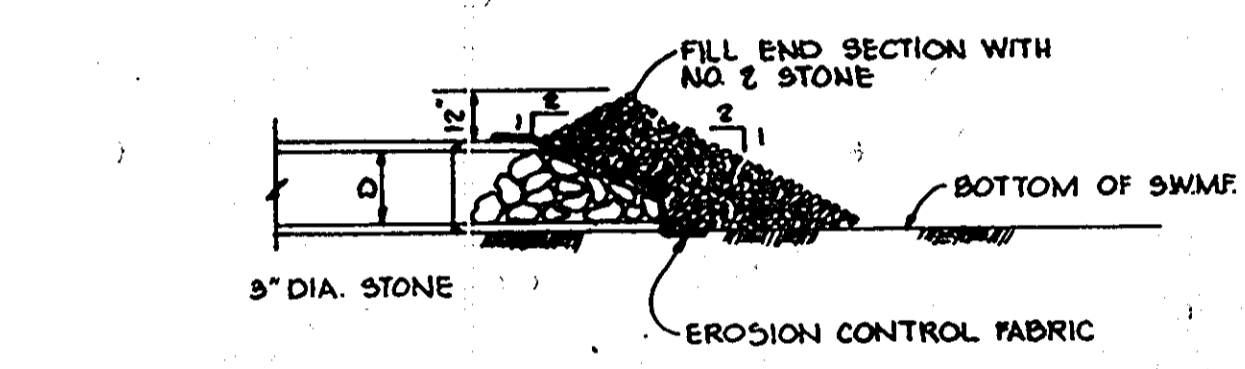 FILL END SECTION WITH
NO. 2 STONE
12"
1 2
2 1
D
BOTTOM OF S.W.M.F.
3" DIA. STONE
EROSION CONTROL FABRIC